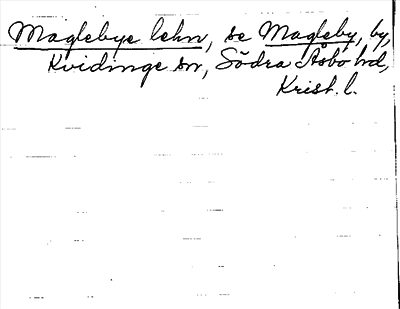 Maglebye lehn, se Magleby, by,
Kvidinge sn, Södra Åsbo hd,
Krist. l.